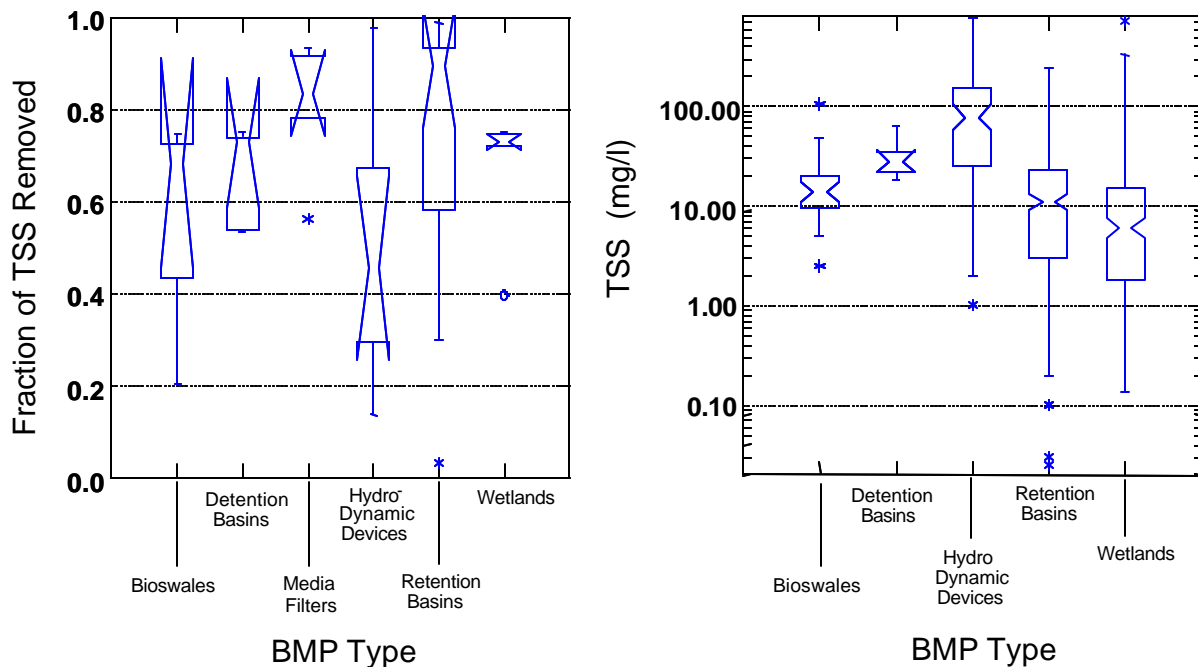 Fraction of TSS Removed
1.0
0.8
0.6
0.4
0.2
0.0
Detention
Basins
Hydro-
Dynamic
Devices
Wetlands
Bioswales
Media
Filters
Retention
Basins
BMP Type
TSS (mg/l)
100.00
10.00
1.00
0.10
Detention
Basins
Retention
Basins
Bioswales
Hydro
Dynamic
Devices
Wetlands
BMP Type